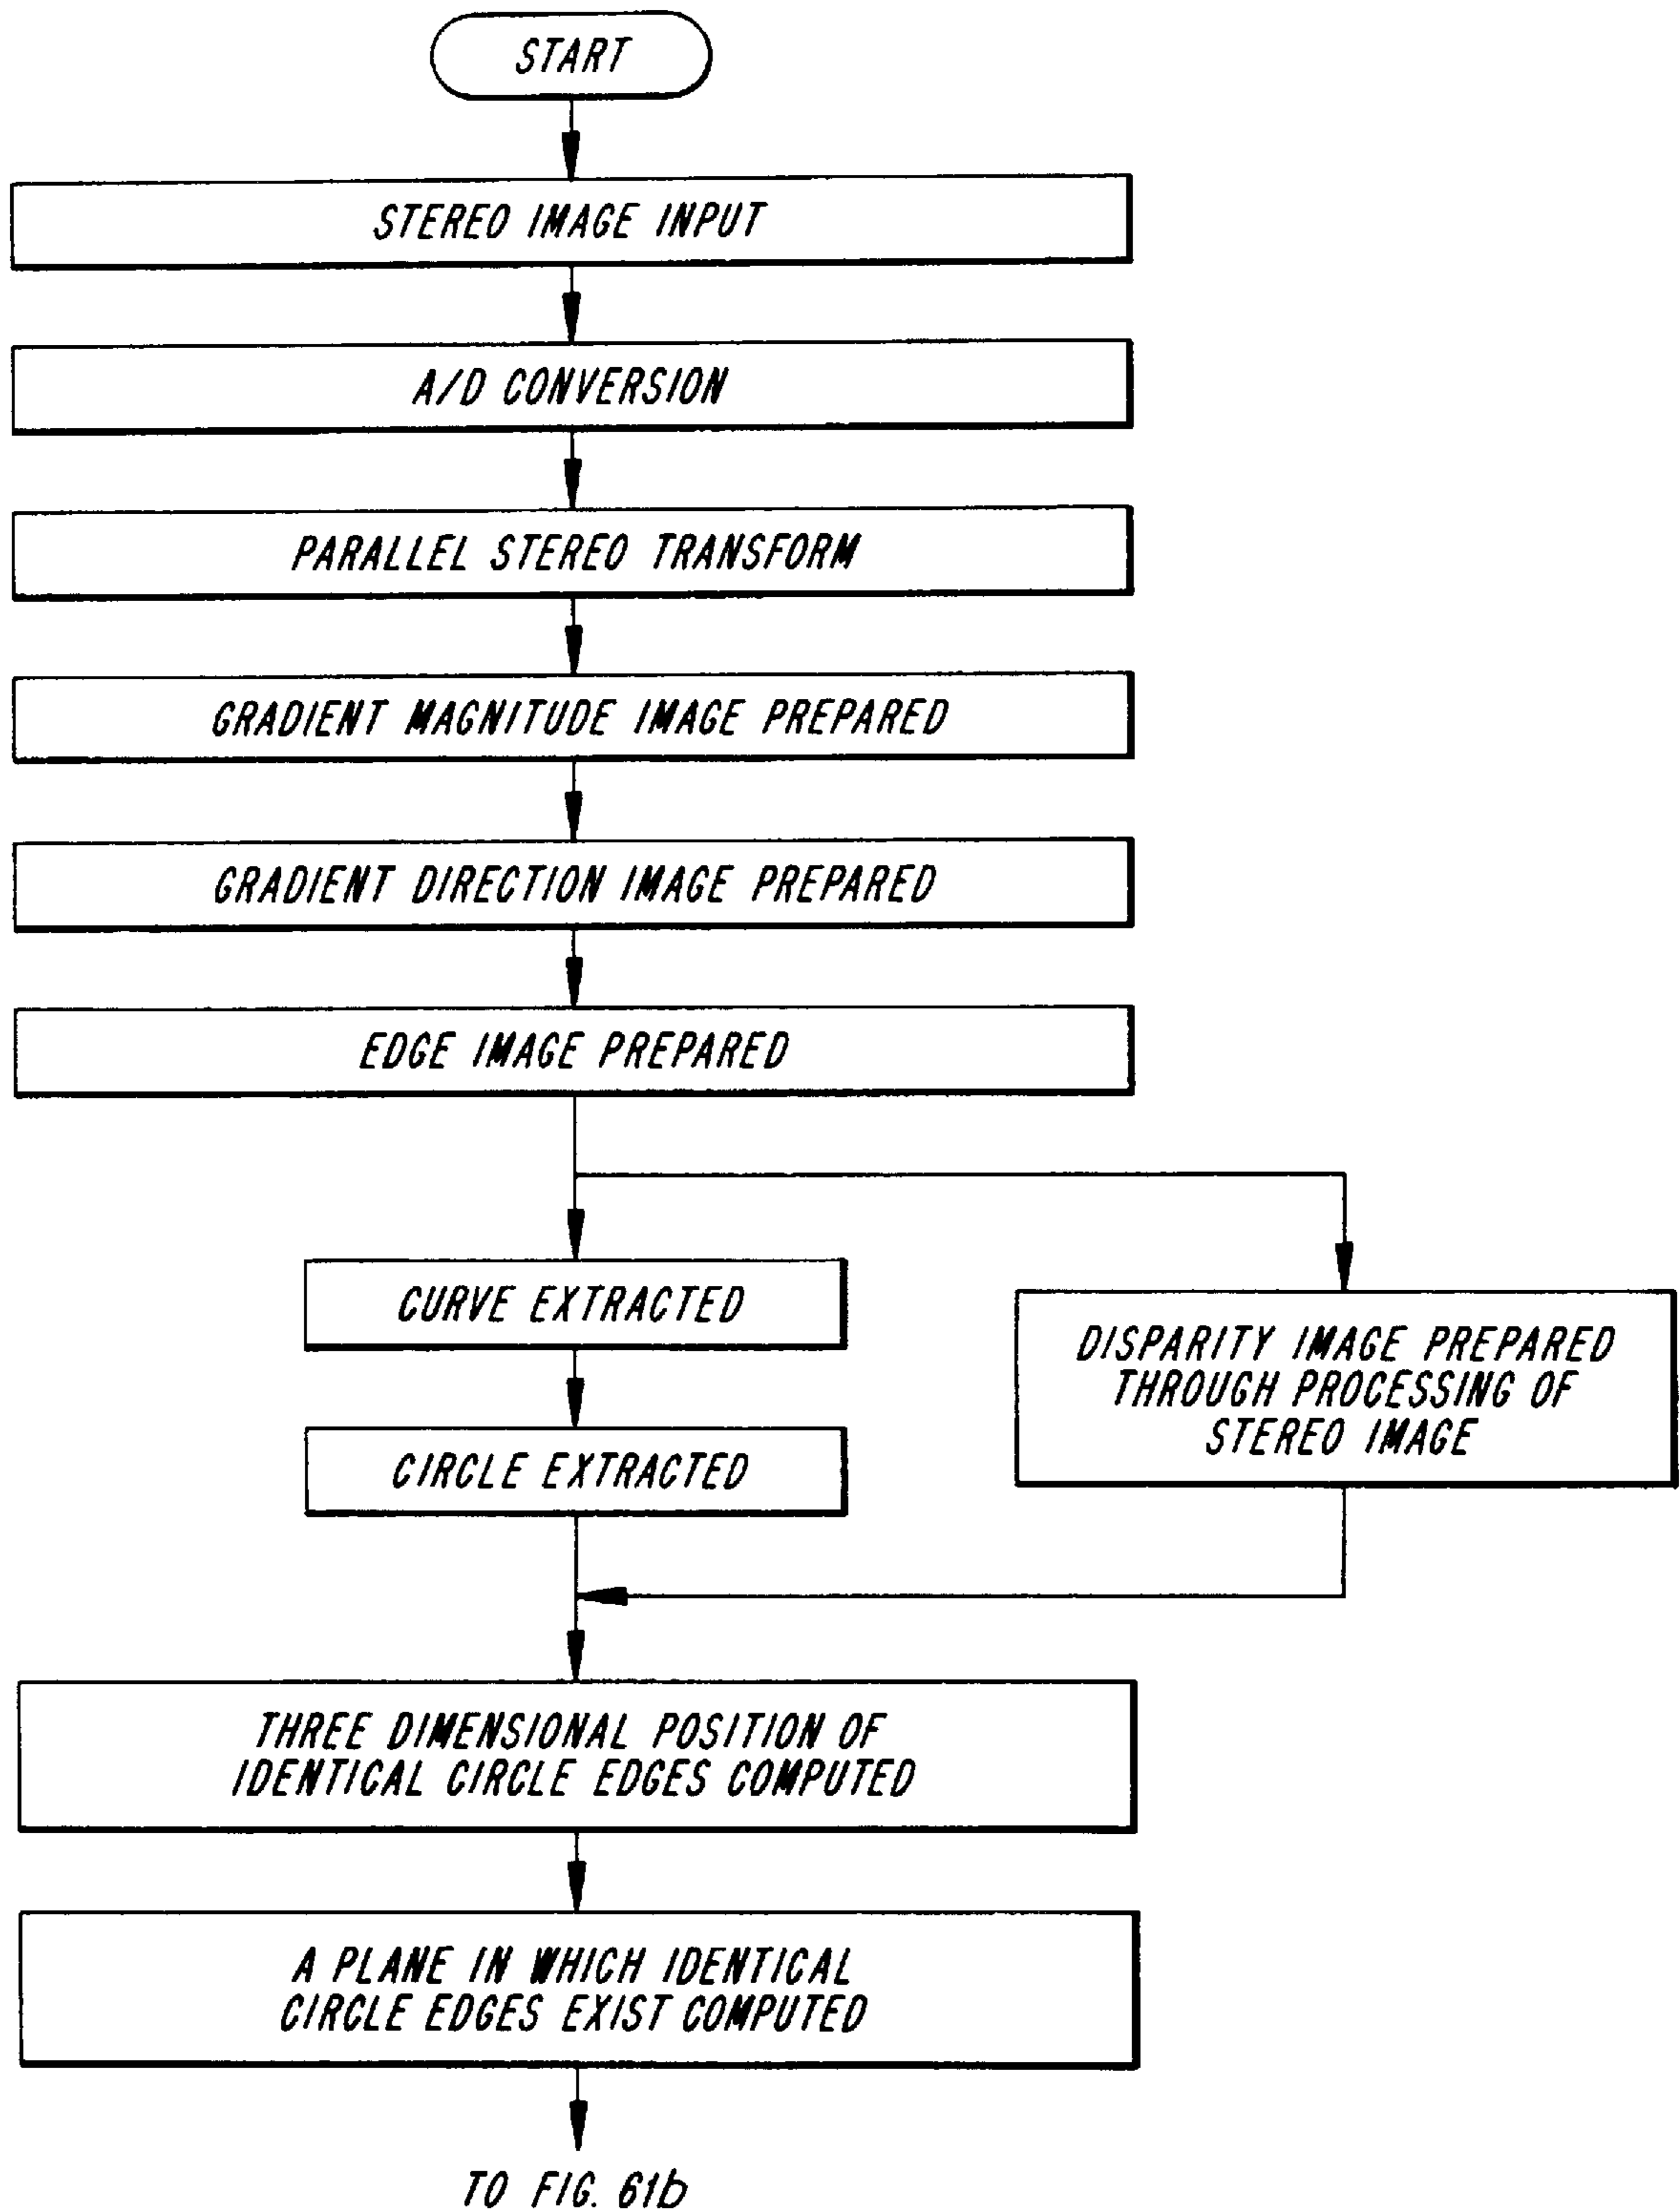 START
STEREO IMAGE INPUT
A/D CONVERSION
PARALLEL STEREO TRANSFORM
GRADIENT MAGNITUDE IMAGE PREPARED
GRADIENT DIRECTION IMAGE PREPARED
EDGE IMAGE PREPARED
CURVE EXTRACTED
CIRCLE EXTRACTED
DISPARITY IMAGE PREPARED
THROUGH PROCESSING OF
STEREO IMAGE
THREE DIMENSIONAL POSITION OF
IDENTICAL CIRCLE EDGES COMPUTED
A PLANE IN WHICH IDENTICAL
CIRCLE EDGES EXIST COMPUTED
TO FIG. 61b